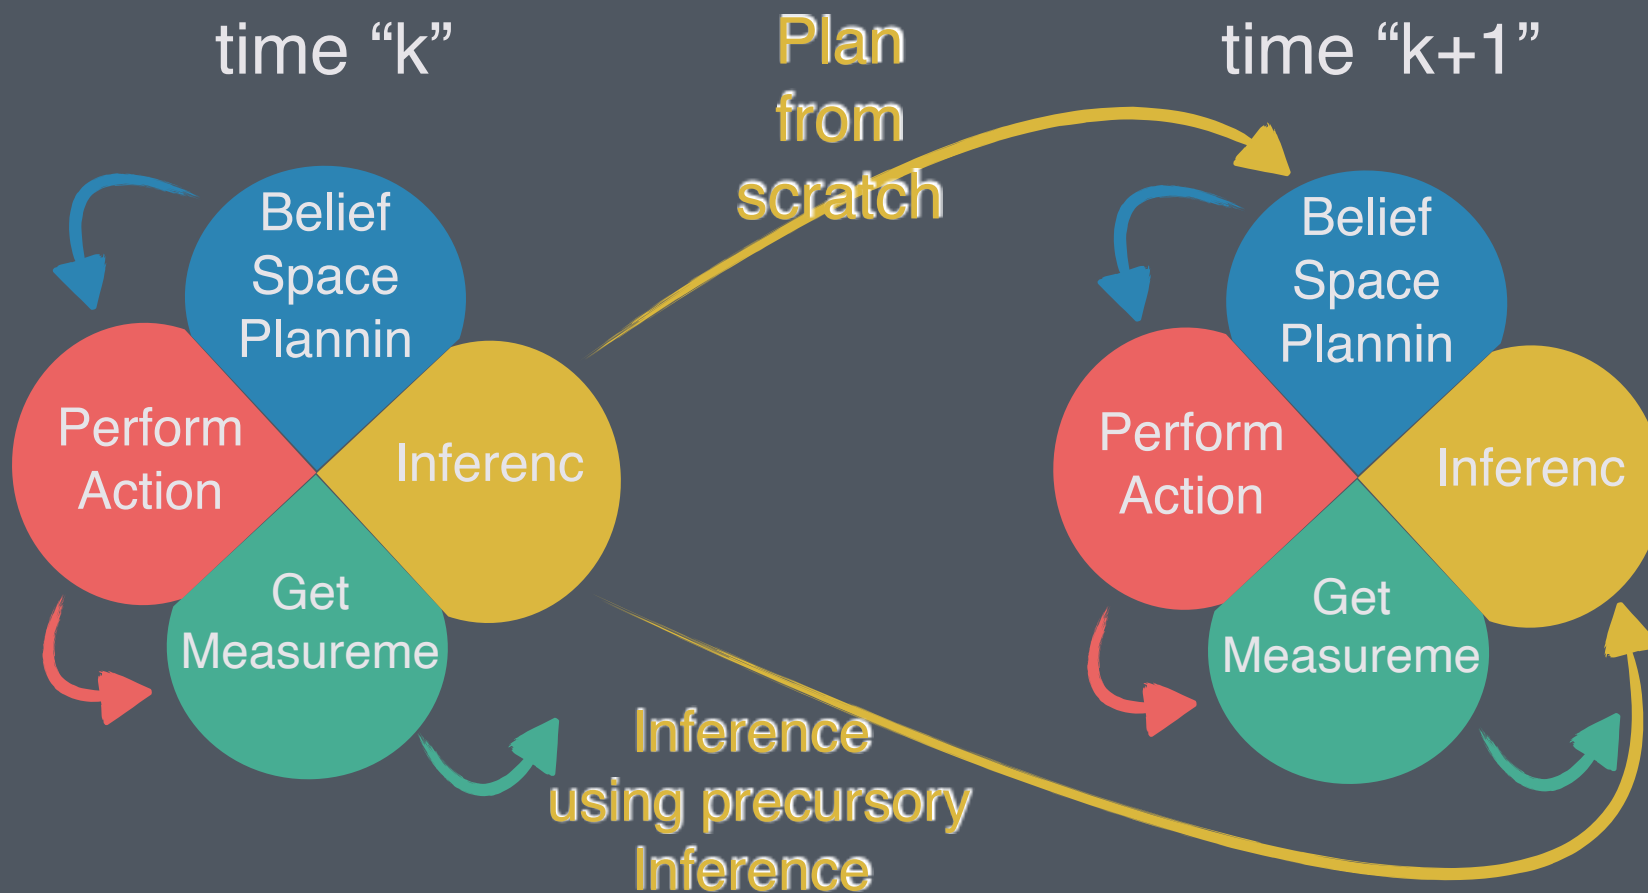 time “k”
Plan
from
scratch
time “k+1”
Belief
Space
Plannin
Perform
Action
Inferenc
Get
Measureme
Inference
using precursory
Inference
Belief
Space
Plannin
Perform
Action
Inferenc
Get
Measureme